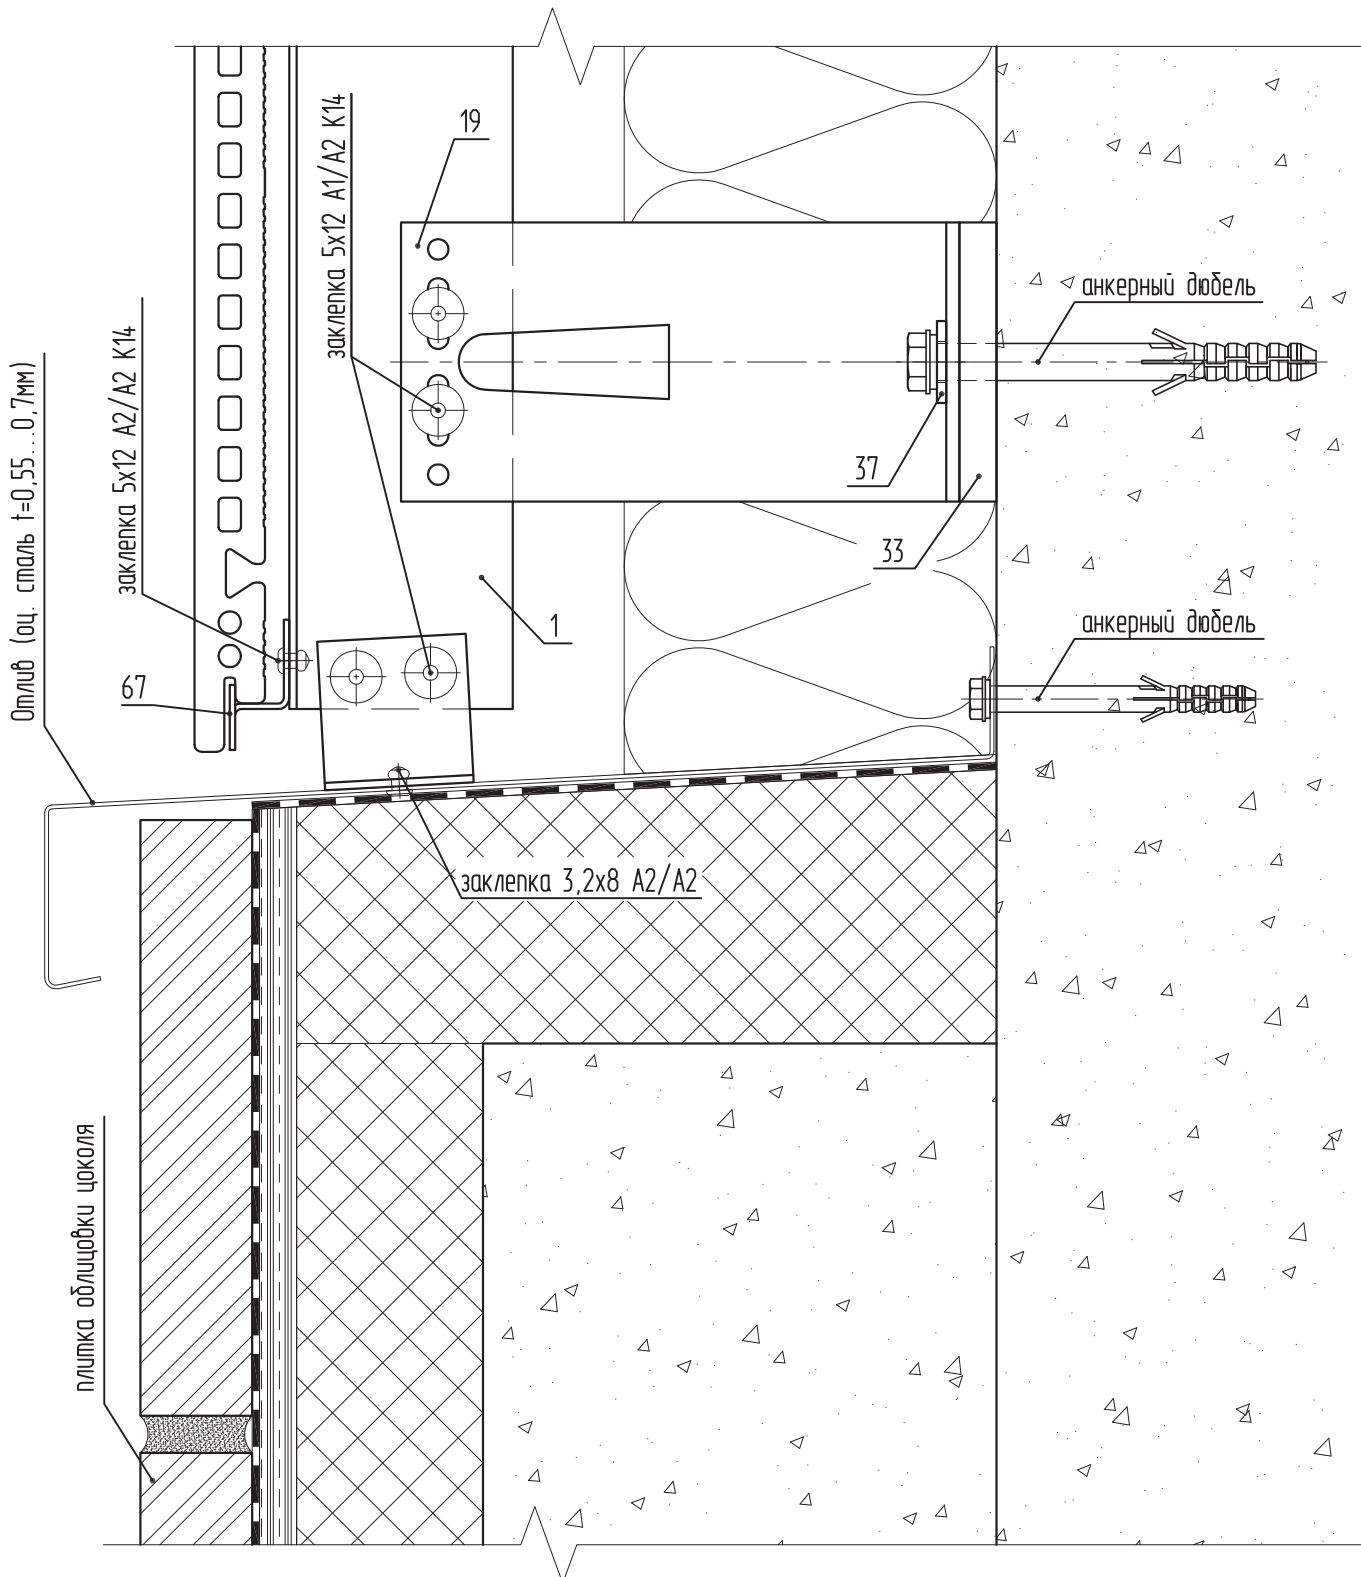 19
заклепка 5х12 А1/А2 К14
анкерный дюбель
заклепка 5х12 А2/А2 К14
Отлив (оц. сталь t=0,55...0,7мм)
37
33
1
анкерный дюбель
67
заклепка 3,2х8 А2/А2
плитка облицовки цоколя